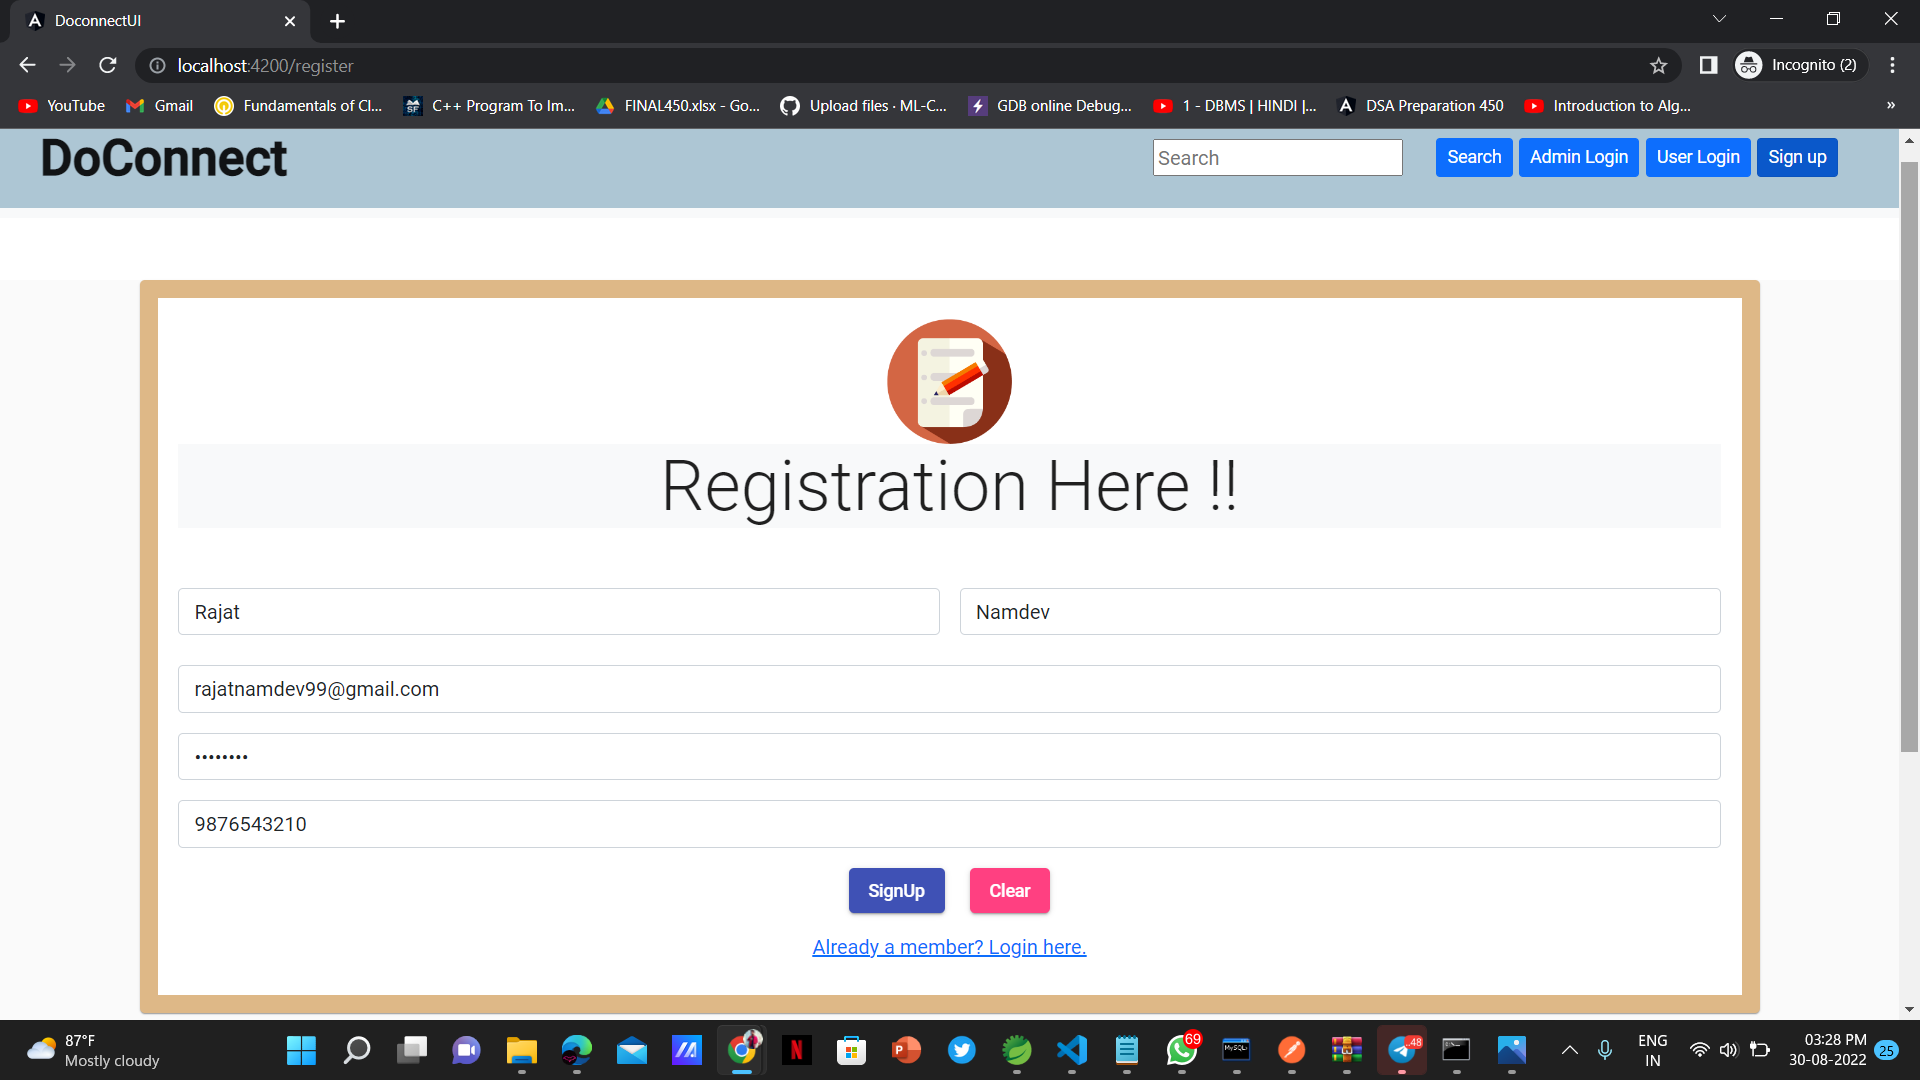 DoconnectUI
localhost:4200/register
Incognito (2)
YouTube
Gmail
Fundamentals of Cl...
C++ Program To Im...
FINAL450.xlsx - Go...
Upload files · ML-C...
GDB online Debug...
1 - DBMS | HINDI |...
DSA Preparation 450
Introduction to Alg...
»
DoConnect
Search
Search
Admin Login
User Login
Sign up
Registration Here !!
Rajat
Namdev
rajatnamdev99@gmail.com
••••••••
9876543210
SignUp
Clear
Already a member? Login here.
87°F
Mostly cloudy
69
.48
ENG
IN
03:28 PM
30-08-2022
25